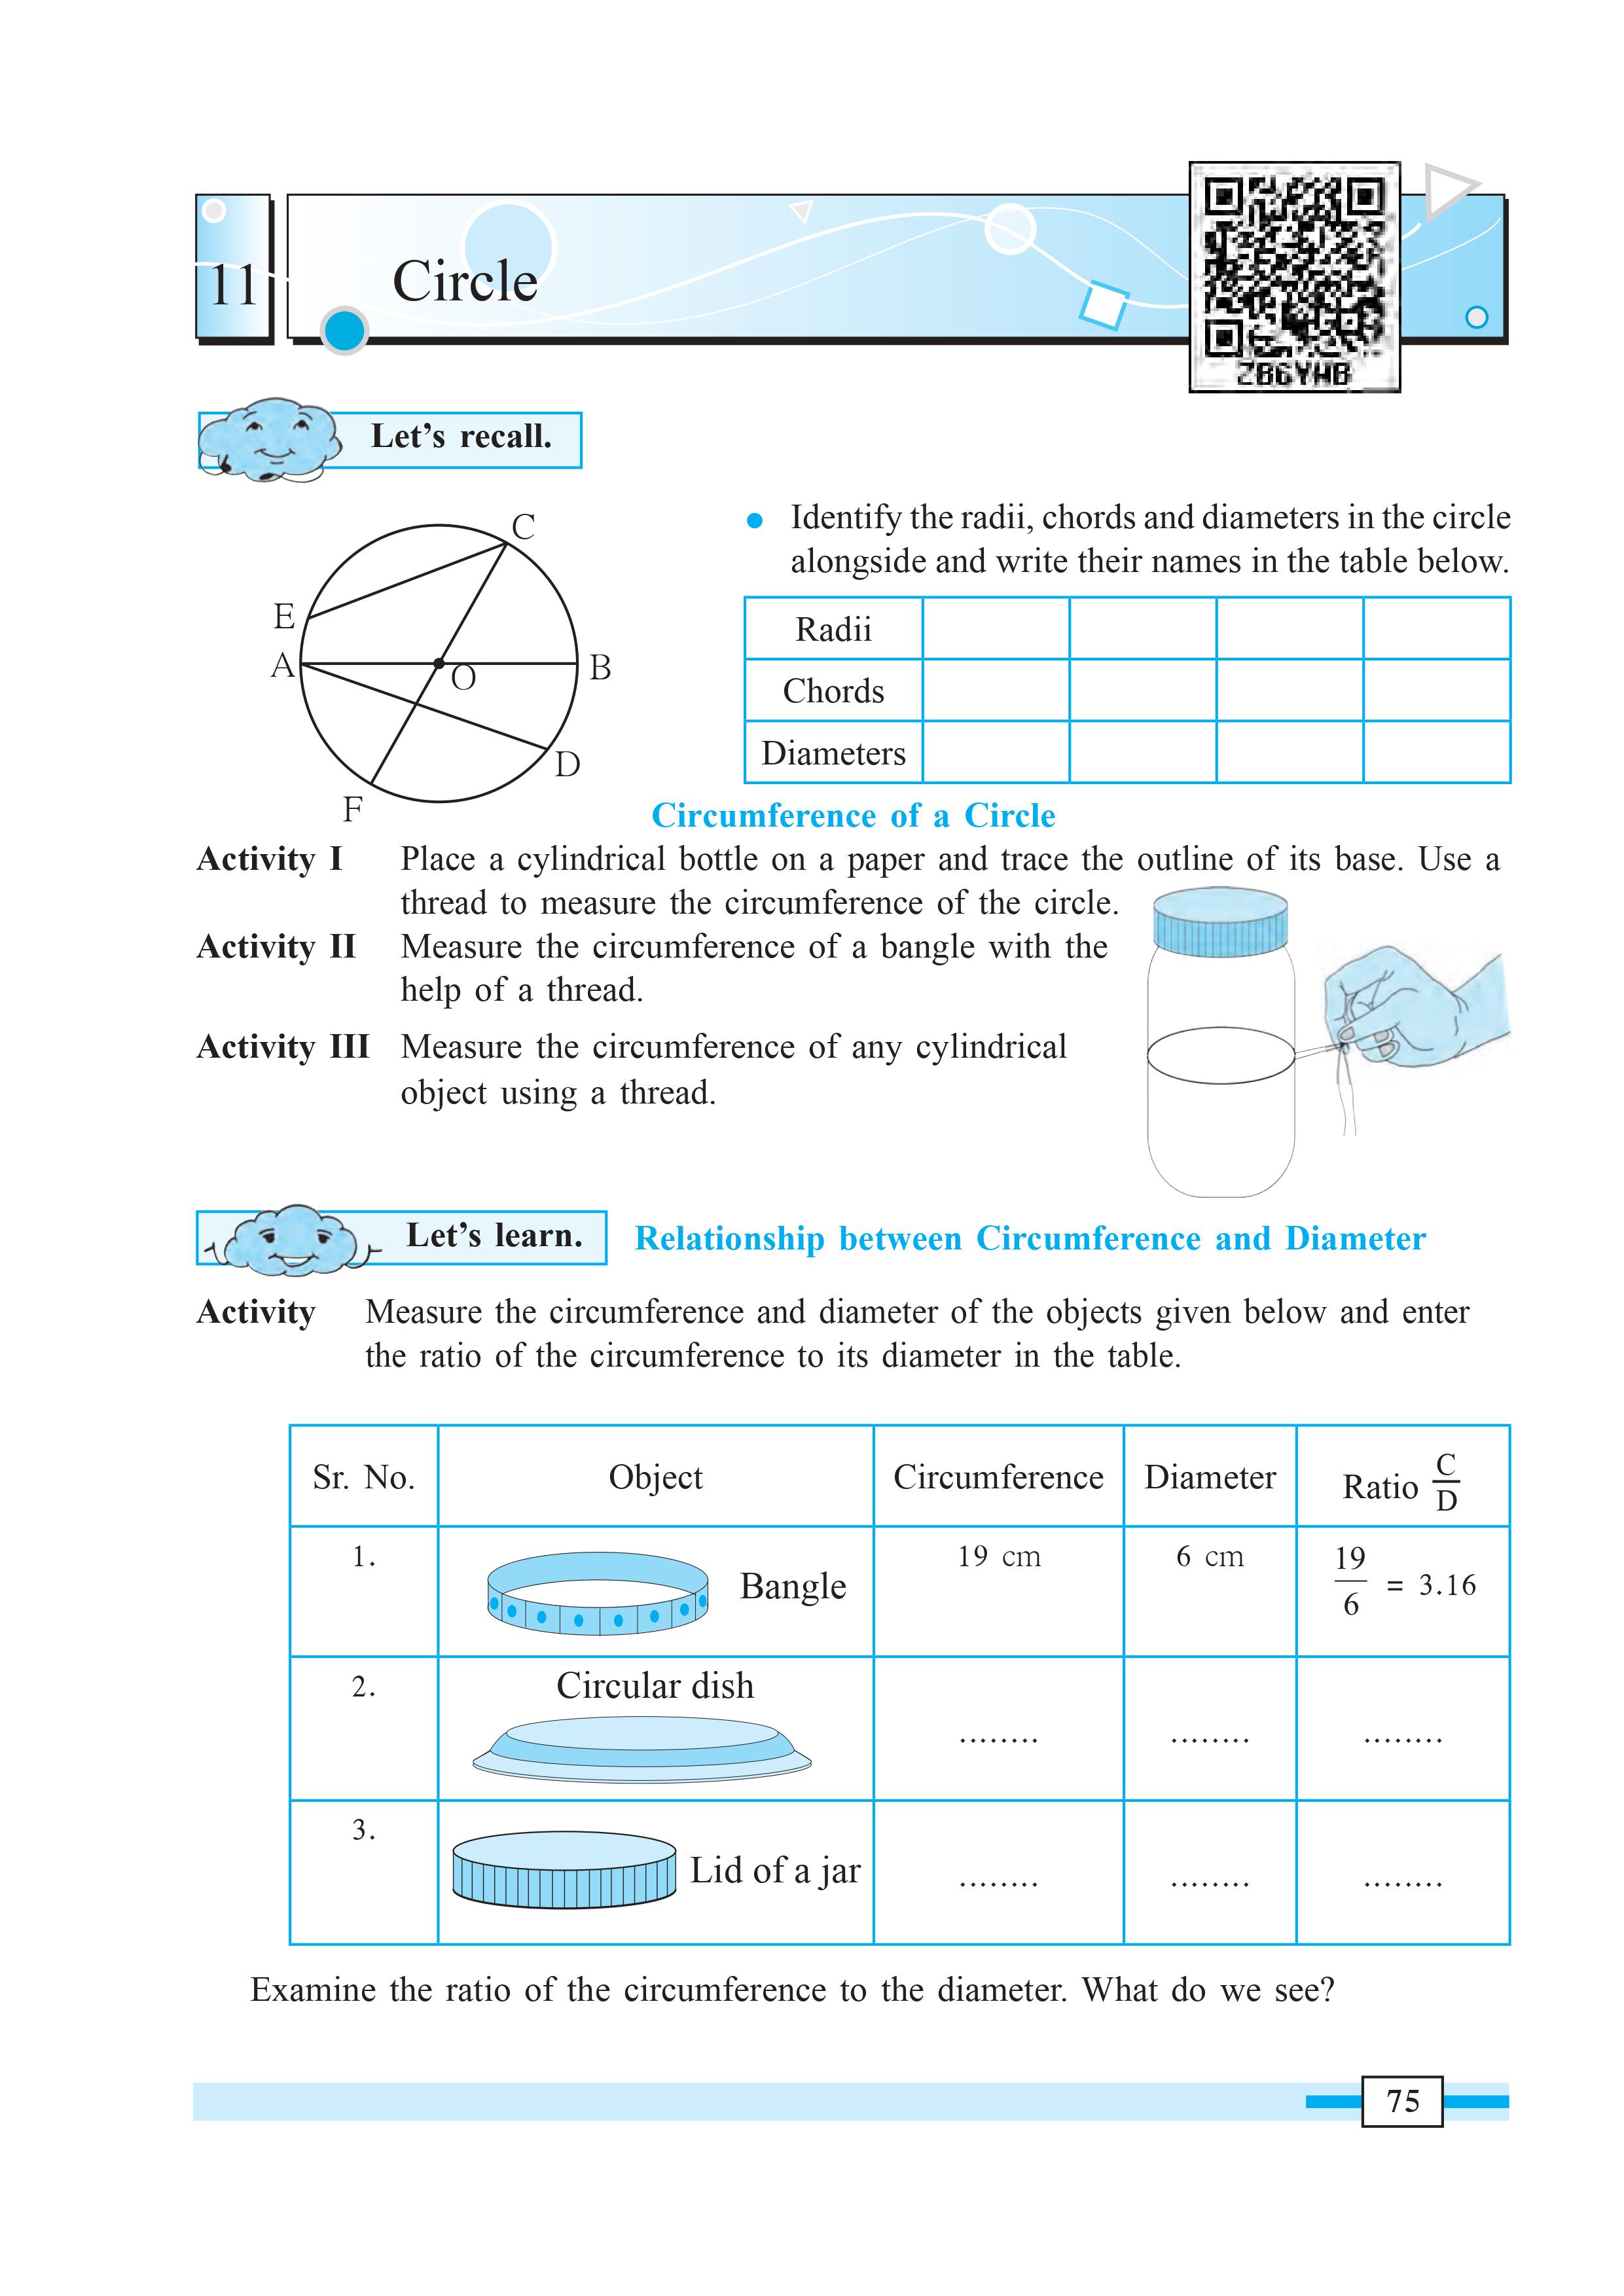 11
Circle
ZB6YWB
Let’s recall.
C
E
A
O
B
D
F
• Identify the radii, chords and diameters in the circle
alongside and write their names in the table below.
Radii
Chords
Diameters
Circumference of a Circle
Activity I Place a cylindrical bottle on a paper and trace the outline of its base. Use a
thread to measure the circumference of the circle.
Activity II Measure the circumference of a bangle with the
help of a thread.
Activity III Measure the circumference of any cylindrical
object using a thread.
Let’s learn. Relationship between Circumference and Diameter
Activity Measure the circumference and diameter of the objects given below and enter
the ratio of the circumference to its diameter in the table.
Sr. No. Object Circumference Diameter Ratio C/D
1. Bangle 19 cm 6 cm 19/6 = 3.16
2. Circular dish ........ ........ ........
3. Lid of a jar ........ ........ ........
Examine the ratio of the circumference to the diameter. What do we see?
75